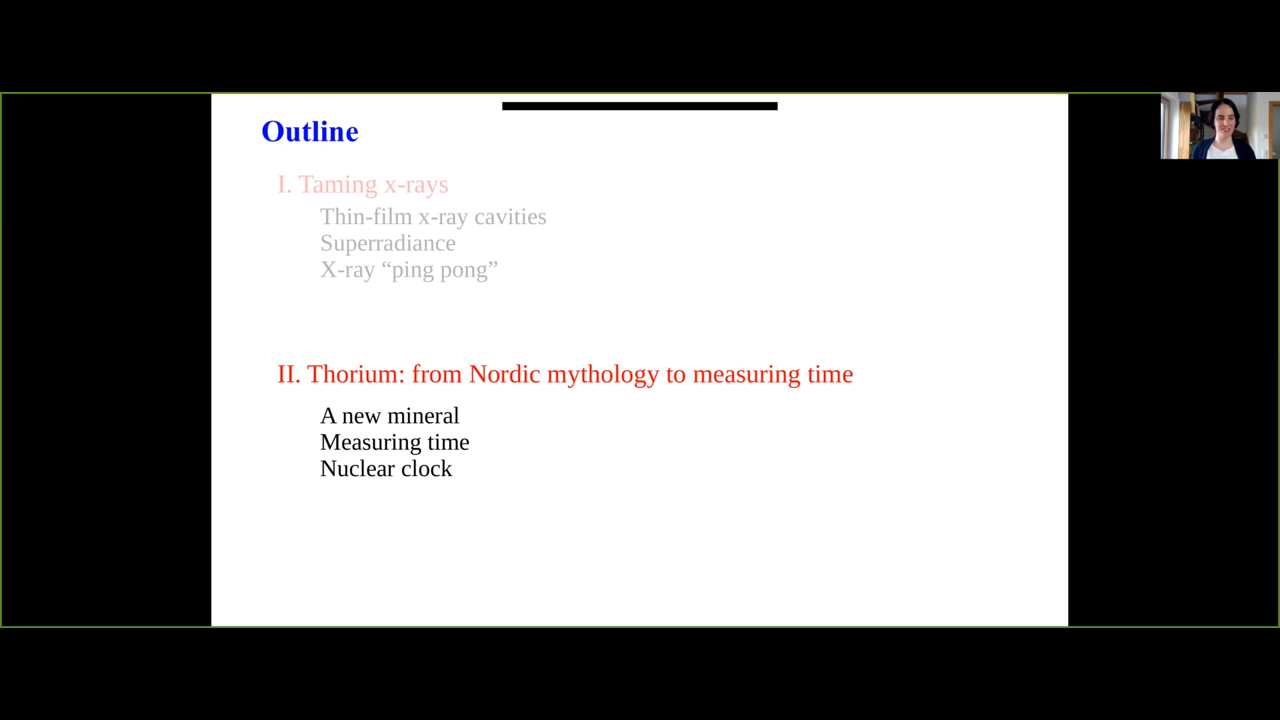 Outline
I. Taming x-rays
Thin-film x-ray cavities
Superradiance
X-ray “ping pong”
II. Thorium: from Nordic mythology to measuring time
A new mineral
Measuring time
Nuclear clock